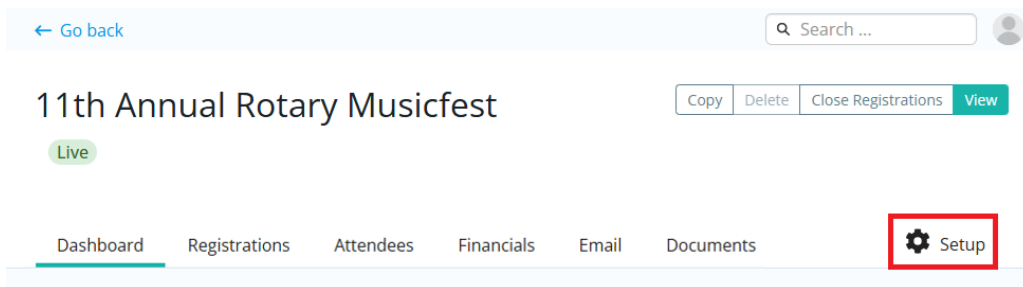 ← Go back
Search ...
11th Annual Rotary Musicfest
Copy Delete Close Registrations View
Live
Dashboard Registrations Attendees Financials Email Documents Setup